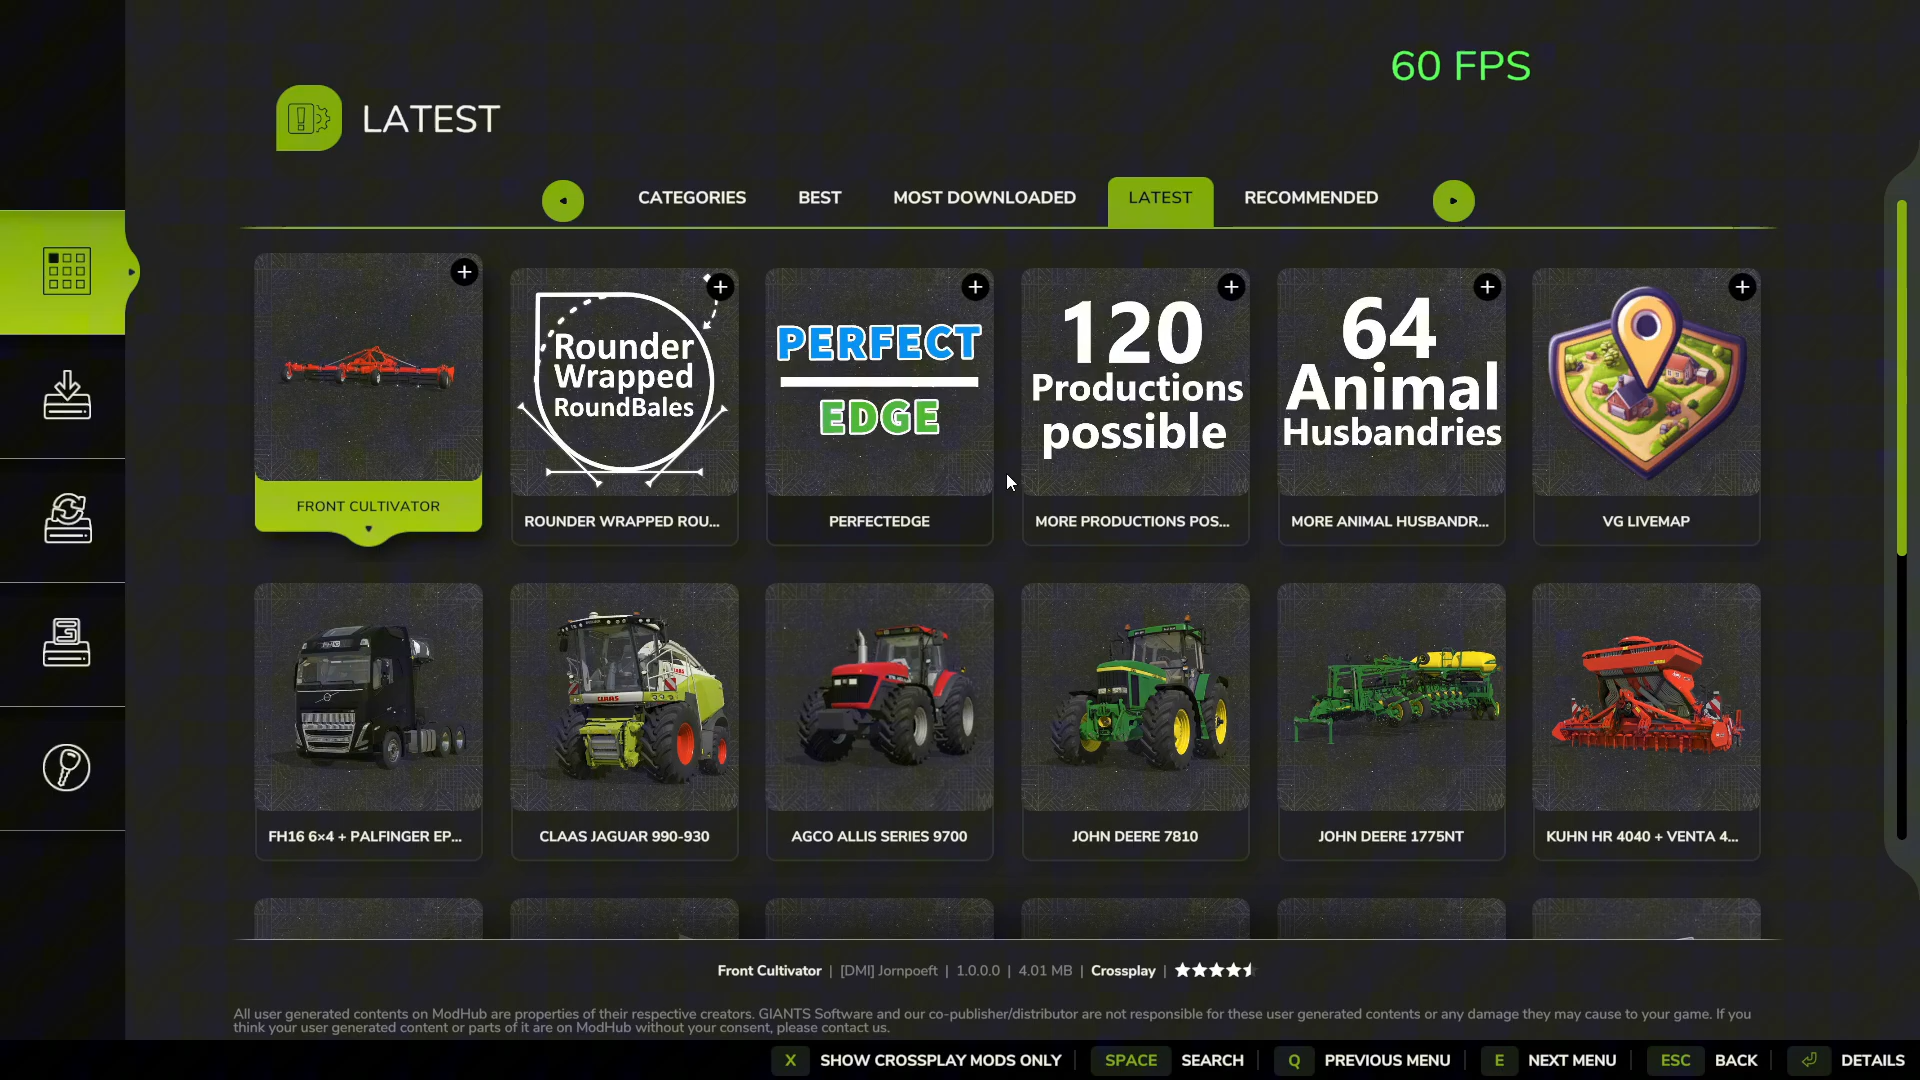 60 FPS
LATEST
CATEGORIES BEST MOST DOWNLOADED LATEST RECOMMENDED
Rounder
Wrapped
RoundBales
PERFECT
EDGE
120
Productions
possible
64
Animal
Husbandries
FRONT CULTIVATOR
ROUNDER WRAPPED ROU...
PERFECTEDGE
MORE PRODUCTIONS POS...
MORE ANIMAL HUSBANDR...
VG LIVEMAP
CLAAS
FH16 6×4 + PALFINGER EP...
CLAAS JAGUAR 990-930
AGCO ALLIS SERIES 9700
JOHN DEERE 7810
JOHN DEERE 1775NT
KUHN HR 4040 + VENTA 4...
Front Cultivator | [DMI] Jornpoeft | 1.0.0.0 | 4.01 MB | Crossplay |
All user generated contents on ModHub are properties of their respective creators. GIANTS Software and our co-publisher/distributor are not responsible for these user generated contents or any damage they may cause to your game. If you
think your user generated content or parts of it are on ModHub without your consent, please contact us.
X SHOW CROSSPLAY MODS ONLY | SPACE SEARCH | Q PREVIOUS MENU | E NEXT MENU | ESC BACK | DETAILS